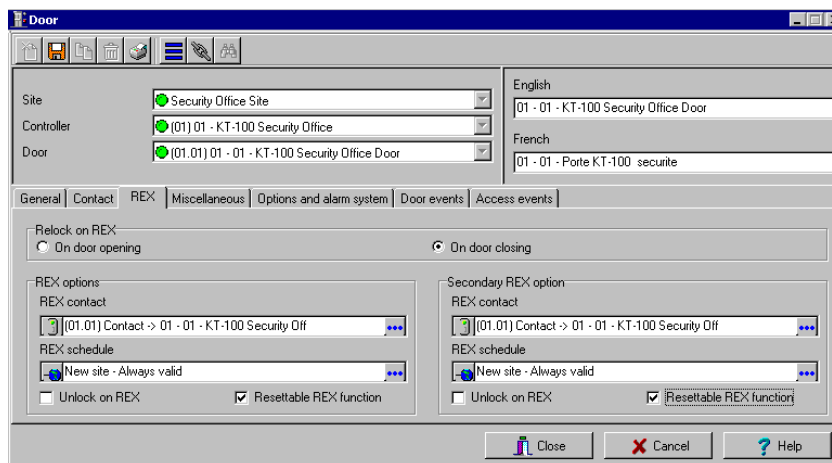 Door
English
Site
Security Office Site
01 - 01 - KT-100 Security Office Door
Controller
(01) 01 - KT-100 Security Office
French
Door
(01.01) 01 - 01 - KT-100 Security Office Door
01 - 01 - Porte KT-100 securite
General
Contact
REX
Miscellaneous
Options and alarm system
Door events
Access events
Relock on REX
On door opening
On door closing
REX options
REX contact
(01.01) Contact -> 01 - 01 - KT-100 Security Off
REX schedule
New site - Always valid
Unlock on REX
Resettable REX function
Secondary REX option
REX contact
(01.01) Contact -> 01 - 01 - KT-100 Security Off
REX schedule
New site - Always valid
Unlock on REX
Resettable REX function
Close
Cancel
Help